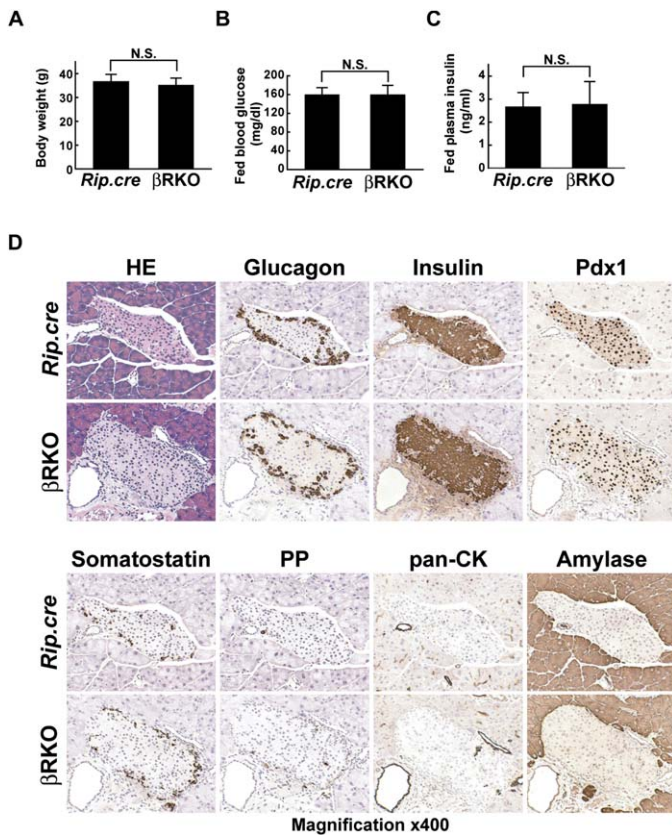 A
B
C
Body weight (g)
40
30
20
10
0
N.S.
Rip.cre βRKO
Fed blood glucose
(mg/dl)
200
160
120
80
40
0
N.S.
Rip.cre βRKO
Fed plasma insulin
(ng/ml)
4
3
2
1
0
N.S.
Rip.cre βRKO
D
HE Glucagon Insulin Pdx1
Rip.cre
βRKO
Somatostatin PP pan-CK Amylase
Rip.cre
βRKO
Magnification x400